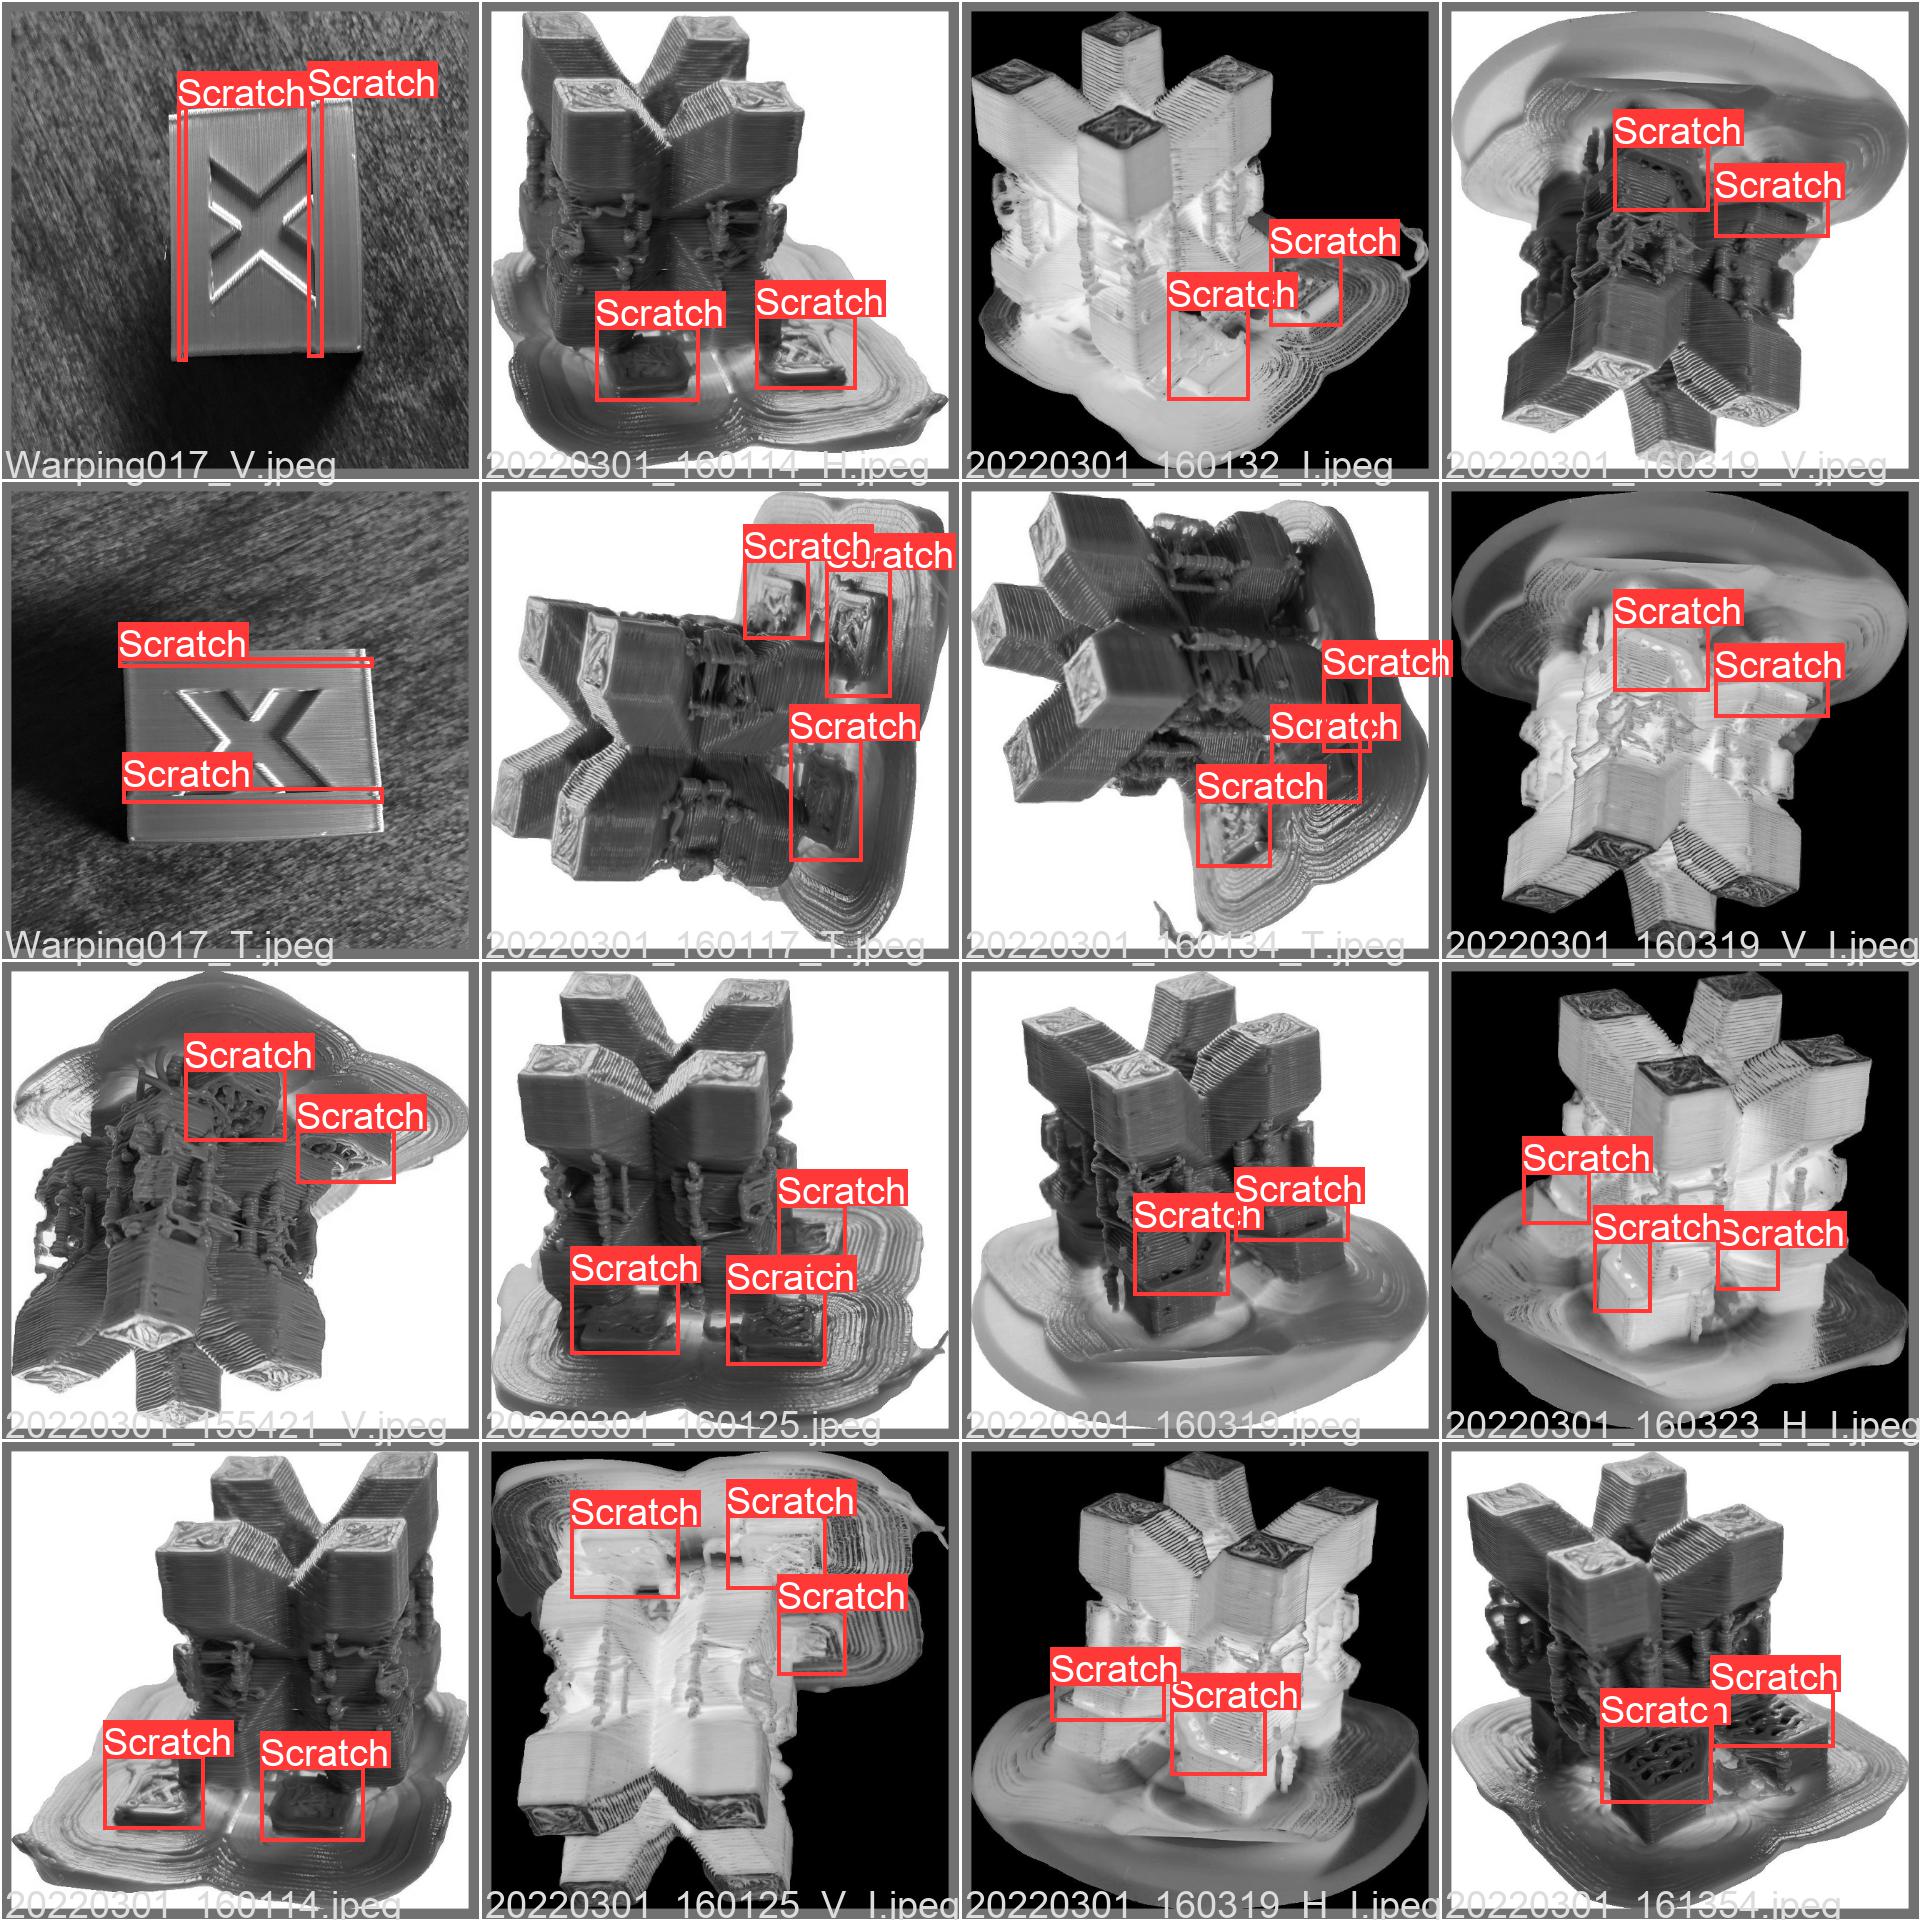 Scratch Scratch
Warping017_V.jpeg
Scratch Scratch
20220301_160114_H.jpeg
Scratch
Scratch
20220301_160132_I.jpeg
Scratch
Scratch
20220301_160319_V.jpeg
Scratch
Scratch
Warping017_T.jpeg
Scratch
Scratch
20220301_160117_T.jpeg
Scratch
Scratch
Scratch
20220301_160134_T.jpeg
Scratch
Scratch
20220301_160319_V_I.jpeg
Scratch
Scratch
20220301_155421_V.jpeg
Scratch
Scratch
Scratch
20220301_160125.jpeg
Scratch
Scratch
20220301_160319.jpeg
Scratch
Scratch
Scratch
20220301_160323_H_I.jpeg
Scratch
Scratch
20220301_160114.jpeg
Scratch
Scratch
Scratch
20220301_160125_V_I.jpeg
Scratch
Scratch
20220301_160319_H_I.jpeg
Scratch
Scratch
20220301_161354.jpeg